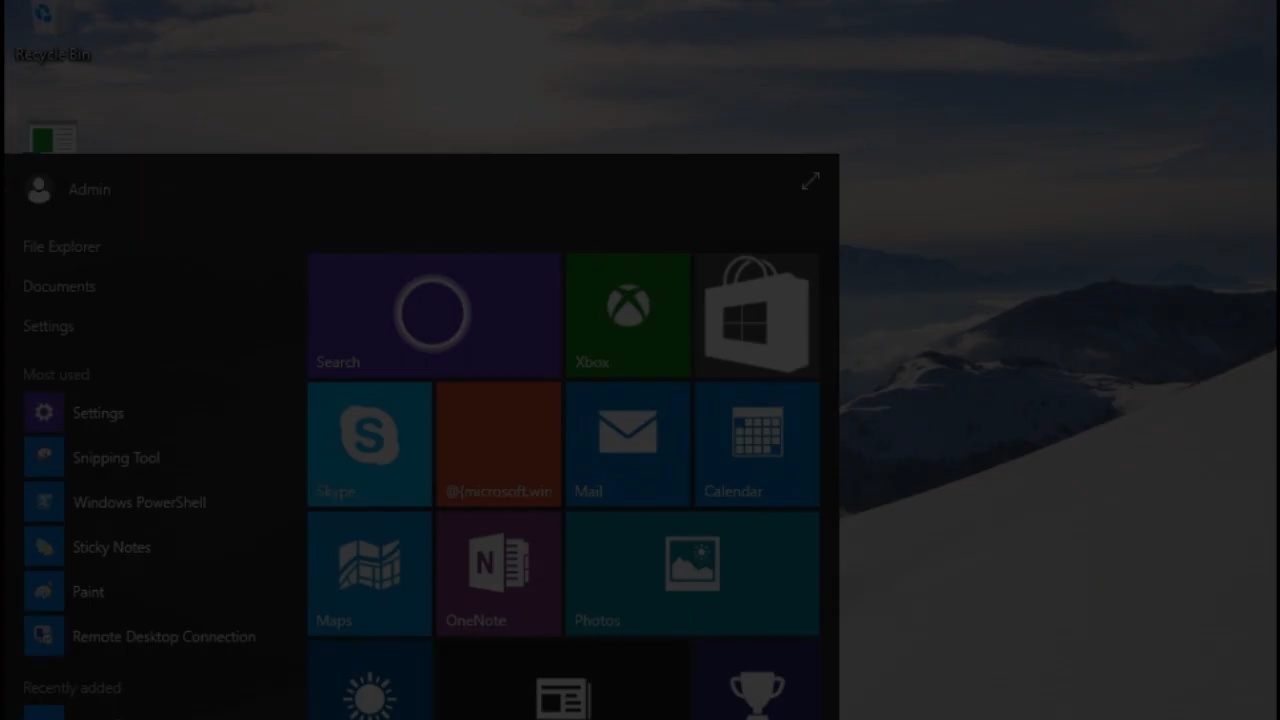 Recycle Bin
Admin
File Explorer
Documents
Settings
Most used
Settings
Snipping Tool
Windows PowerShell
Sticky Notes
Paint
Remote Desktop Connection
Recently added
Search
Xbox
Skype
@{microsoft.win
Mail
Calendar
Maps
OneNote
Photos